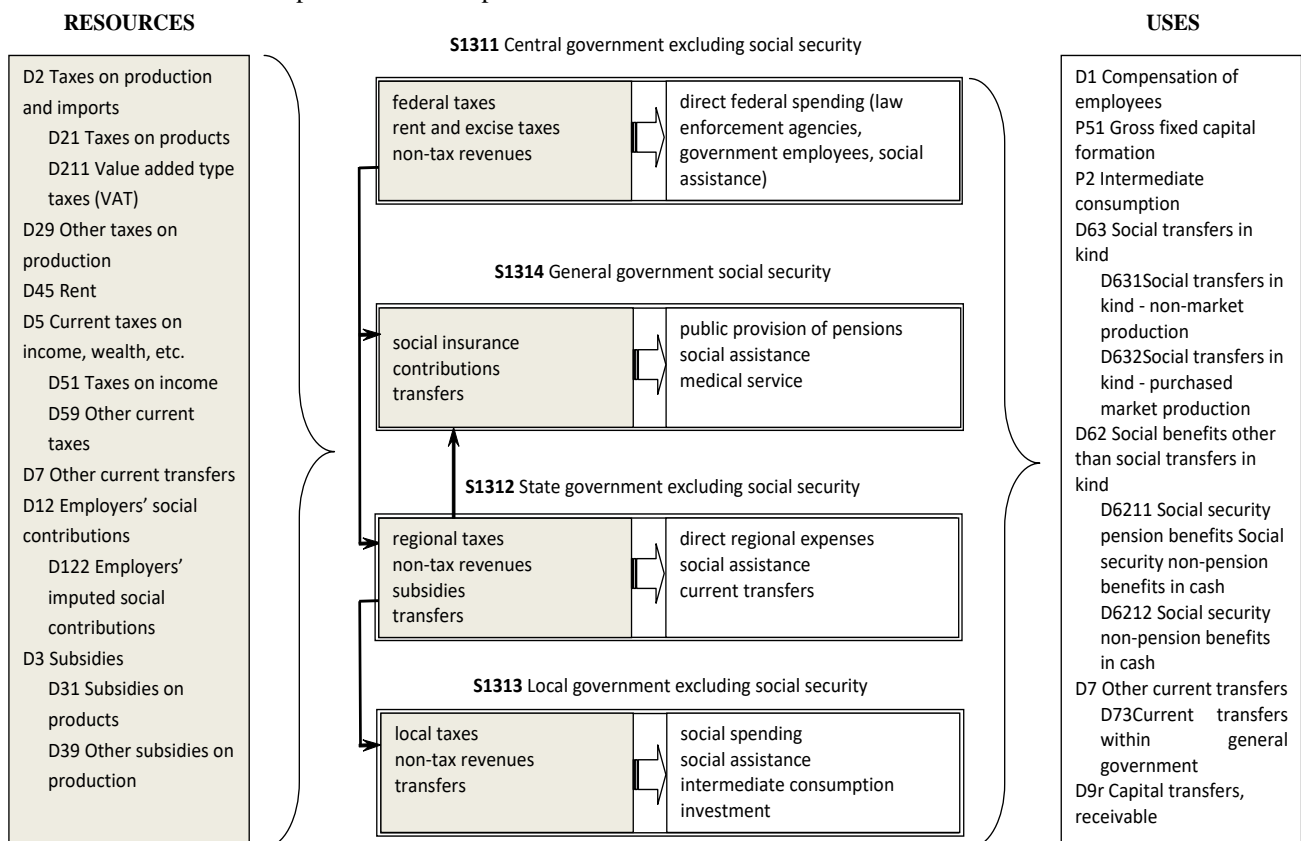 RESOURCES
D2 Taxes on production
and imports
D21 Taxes on products
D211 Value added type
taxes (VAT)
D29 Other taxes on
production
D45 Rent
D5 Current taxes on
income, wealth, etc.
D51 Taxes on income
D59 Other current
taxes
D7 Other current transfers
D12 Employers’ social
contributions
D122 Employers’
imputed social
contributions
D3 Subsidies
D31 Subsidies on
products
D39 Other subsidies on
production
S1311 Central government excluding social security
federal taxes
rent and excise taxes
non-tax revenues
direct federal spending (law
enforcement agencies,
government employees, social
assistance)
S1314 General government social security
social insurance
contributions
transfers
public provision of pensions
social assistance
medical service
S1312 State government excluding social security
regional taxes
non-tax revenues
subsidies
transfers
direct regional expenses
social assistance
current transfers
S1313 Local government excluding social security
local taxes
non-tax revenues
transfers
social spending
social assistance
intermediate consumption
investment
USES
D1 Compensation of
employees
P51 Gross fixed capital
formation
P2 Intermediate
consumption
D63 Social transfers in
kind
D631Social transfers in
kind - non-market
production
D632Social transfers in
kind - purchased
market production
D62 Social benefits other
than social transfers in
kind
D6211 Social security
pension benefits Social
security non-pension
benefits in cash
D6212 Social security
non-pension benefits
in cash
D7 Other current transfers
D73Current transfers
within general
government
D9r Capital transfers,
receivable